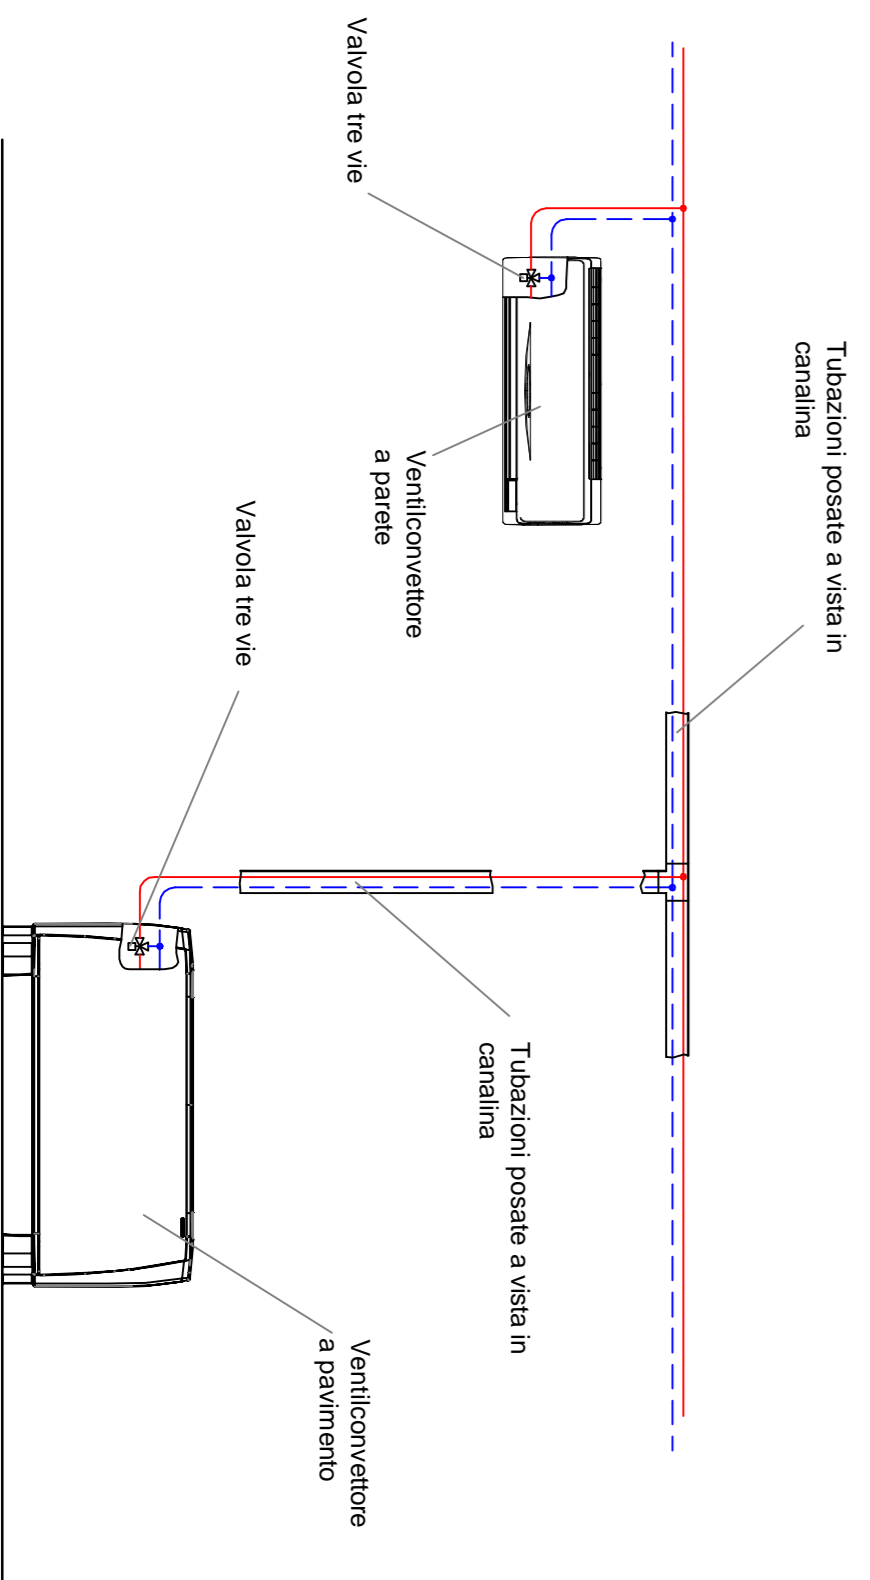 Tubazioni posate a vista in
canalina
Valvola tre vie
Ventilconvettore
a parete
Tubazioni posate a vista in
canalina
Valvola tre vie
Ventilconvettore
a pavimento